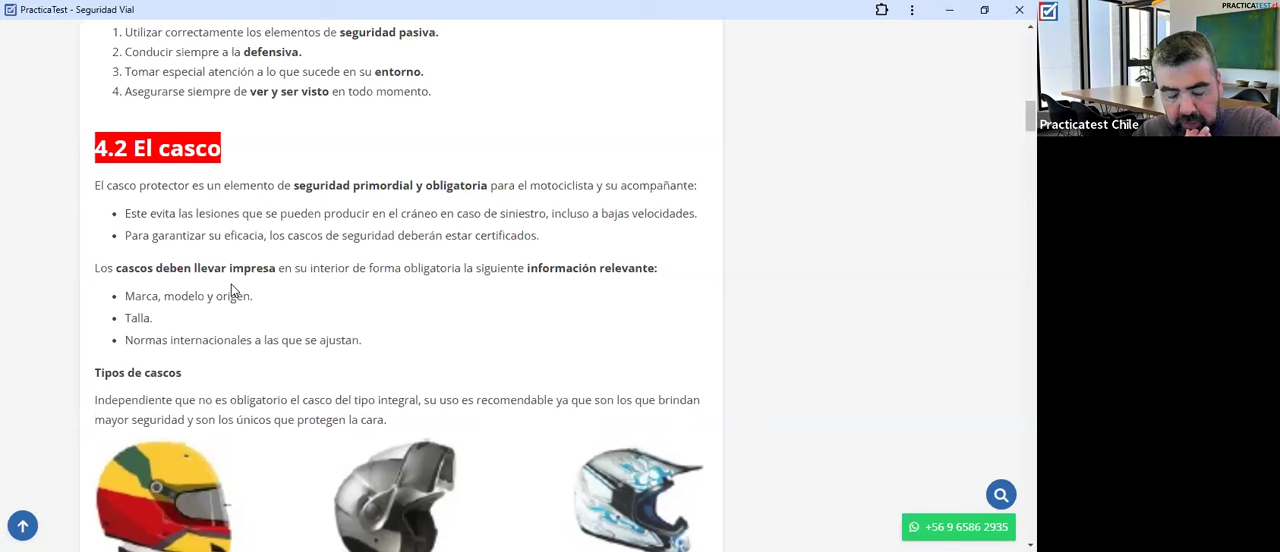 PracticaTest - Seguridad Vial
1. Utilizar correctamente los elementos de seguridad pasiva.
2. Conducir siempre a la defensiva.
3. Tomar especial atención a lo que sucede en su entorno.
4. Asegurarse siempre de ver y ser visto en todo momento.
4.2 El casco
El casco protector es un elemento de seguridad primordial y obligatoria para el motociclista y su acompañante:
• Este evita las lesiones que se pueden producir en el cráneo en caso de siniestro, incluso a bajas velocidades.
• Para garantizar su eficacia, los cascos de seguridad deberán estar certificados.
Los cascos deben llevar impresa en su interior de forma obligatoria la siguiente información relevante:
• Marca, modelo y origen.
• Talla.
• Normas internacionales a las que se ajustan.
Tipos de cascos
Independiente que no es obligatorio el casco del tipo integral, su uso es recomendable ya que son los que brindan
mayor seguridad y son los únicos que protegen la cara.
+56 9 6586 2935
PRACTICATEST
Practicatest Chile